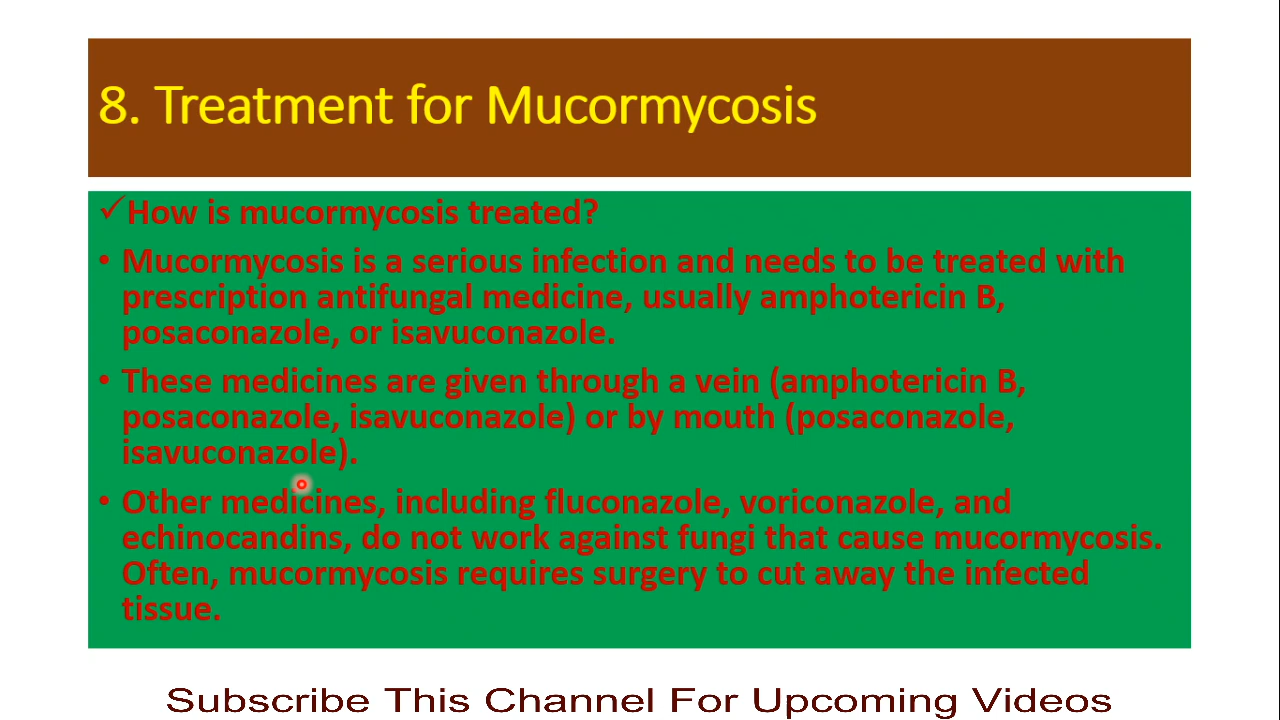 8. Treatment for Mucormycosis
✓How is mucormycosis treated?
• Mucormycosis is a serious infection and needs to be treated with
prescription antifungal medicine, usually amphotericin B,
posaconazole, or isavuconazole.
• These medicines are given through a vein (amphotericin B,
posaconazole, isavuconazole) or by mouth (posaconazole,
isavuconazole).
• Other medicines, including fluconazole, voriconazole, and
echinocandins, do not work against fungi that cause mucormycosis.
Often, mucormycosis requires surgery to cut away the infected
tissue.
Subscribe This Channel For Upcoming Videos